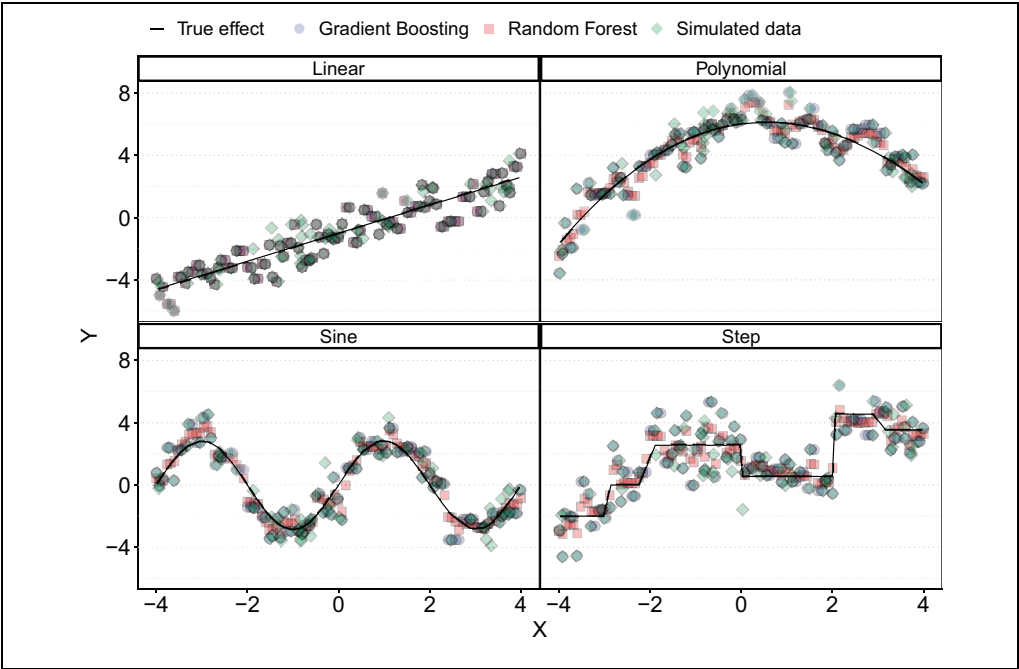 True effect Gradient Boosting Random Forest Simulated data
Linear Polynomial
8
4
0
−4
Y
Sine Step
8
4
0
−4
−4 −2 0 2 4 −4 −2 0 2 4
X